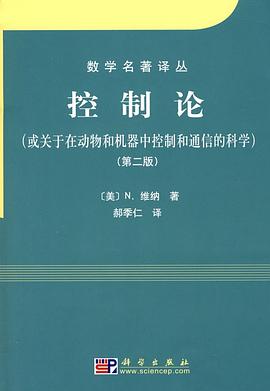 数学名著译丛
控制论
(或关于在动物和机器中控制和通信的科学)
(第二版)
〔美〕N. 维纳 著
郝季仁 译
科学出版社
www.sciencep.com